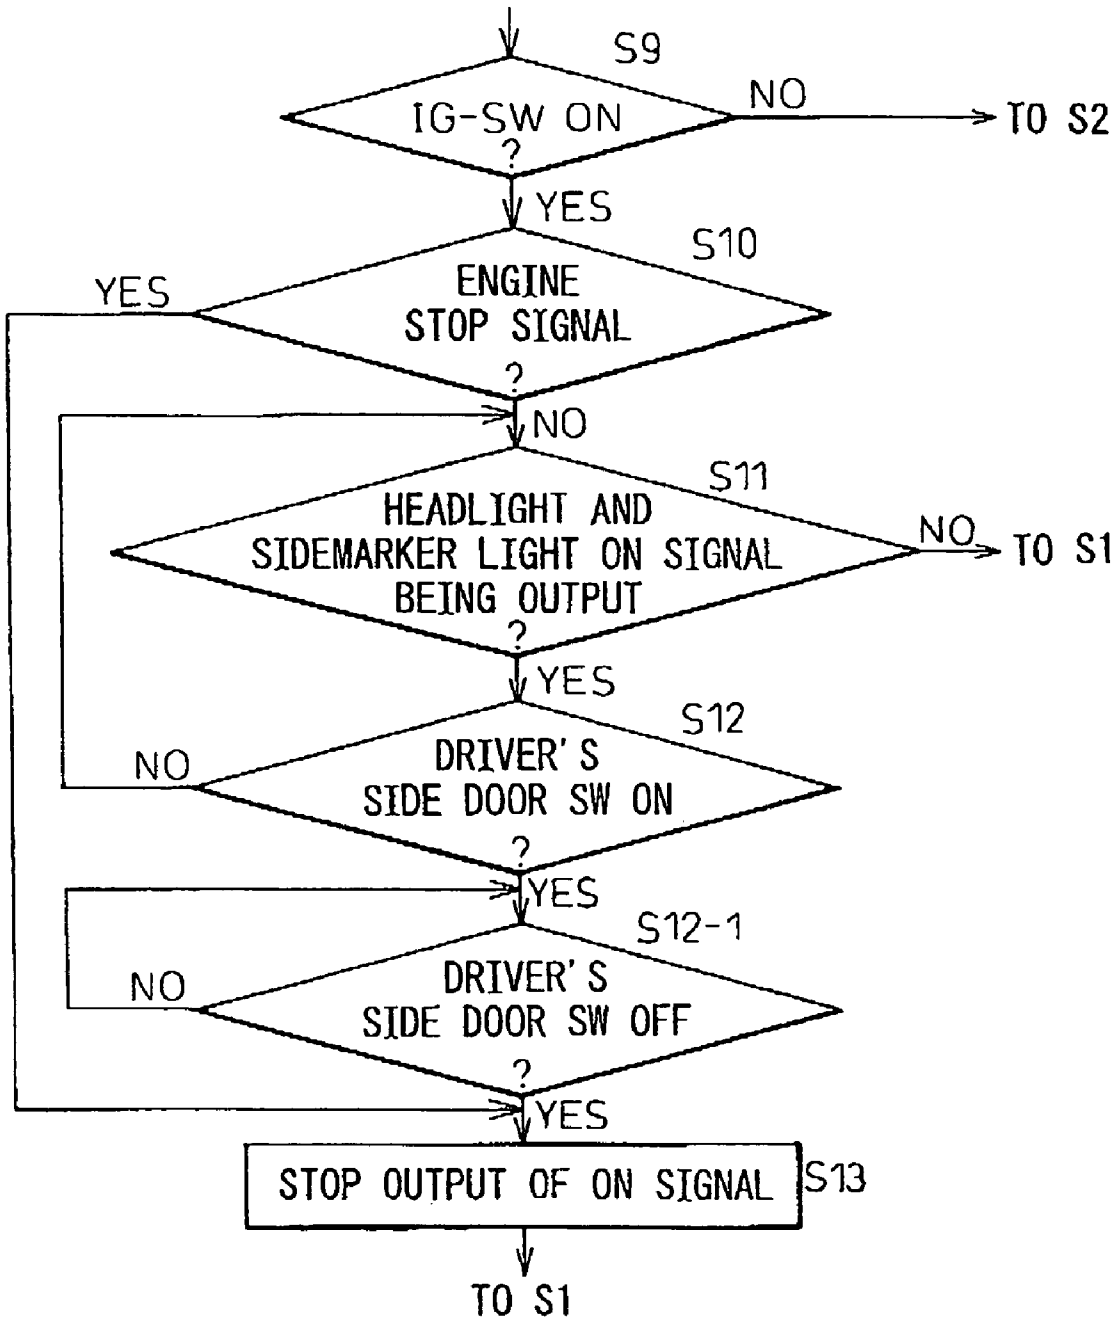 S9
IG-SW ON
?
NO
TO S2
YES
S10
ENGINE
STOP SIGNAL
?
YES
NO
S11
HEADLIGHT AND
SIDEMARKER LIGHT ON SIGNAL
BEING OUTPUT
?
NO
TO S1
YES
S12
DRIVER'S
SIDE DOOR SW ON
?
NO
YES
S12-1
DRIVER'S
SIDE DOOR SW OFF
?
NO
YES
STOP OUTPUT OF ON SIGNAL
S13
TO S1